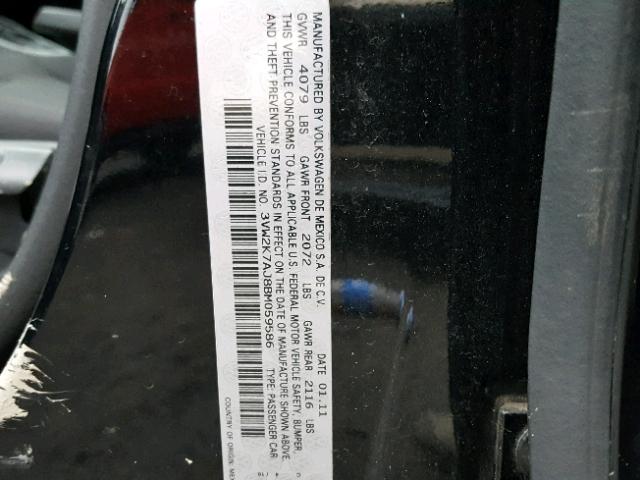 MANUFACTURED BY VOLKSWAGEN DE MEXICO S.A. DE C.V. DATE 01.11
GVWR 4079 LBS GAWR FRONT 2072 LBS GAWR REAR 2116 LBS
THIS VEHICLE CONFORMS TO ALL APPLICABLE U.S. FEDERAL MOTOR VEHICLE SAFETY, BUMPER,
AND THEFT PREVENTION STANDARDS IN EFFECT ON THE DATE OF MANUFACTURE SHOWN ABOVE.
VEHICLE I.D. NO. 3VW2K7AJ8BM059586 TYPE: PASSENGER CAR
COUNTRY OF ORIGIN: MEX